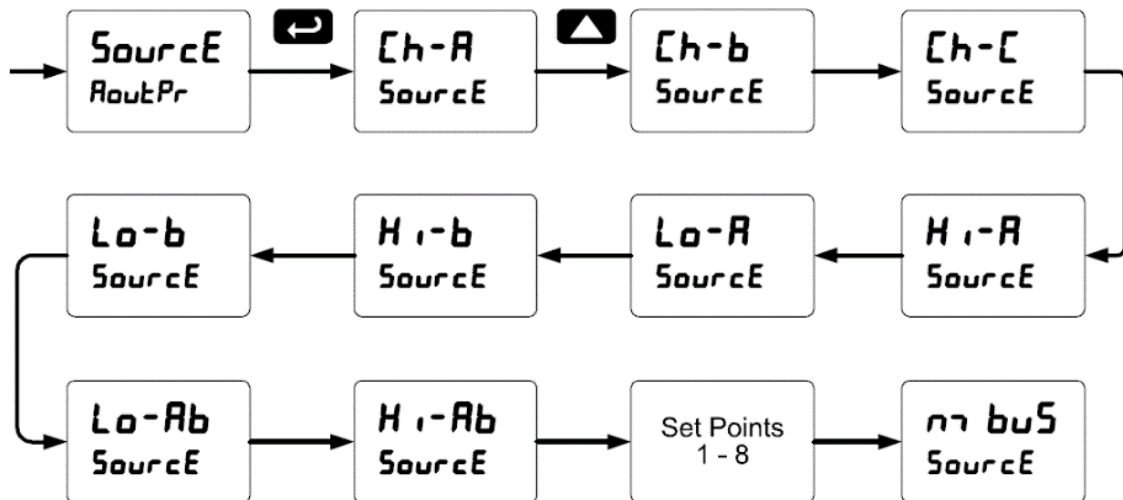 SourcE
AoutPr
Ch-A
SourcE
Ch-b
SourcE
Ch-C
SourcE
Hi-A
SourcE
Lo-A
SourcE
Hi-b
SourcE
Lo-b
SourcE
Lo-Ab
SourcE
Hi-Ab
SourcE
Set Points
1 - 8
m buS
SourcE